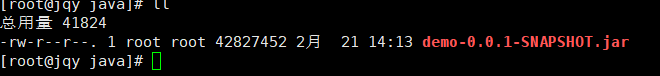 [root@jqy java]# ll
总用量 41824
-rw-r--r--. 1 root root 42827452 2月  21 14:13 demo-0.0.1-SNAPSHOT.jar
[root@jqy java]#